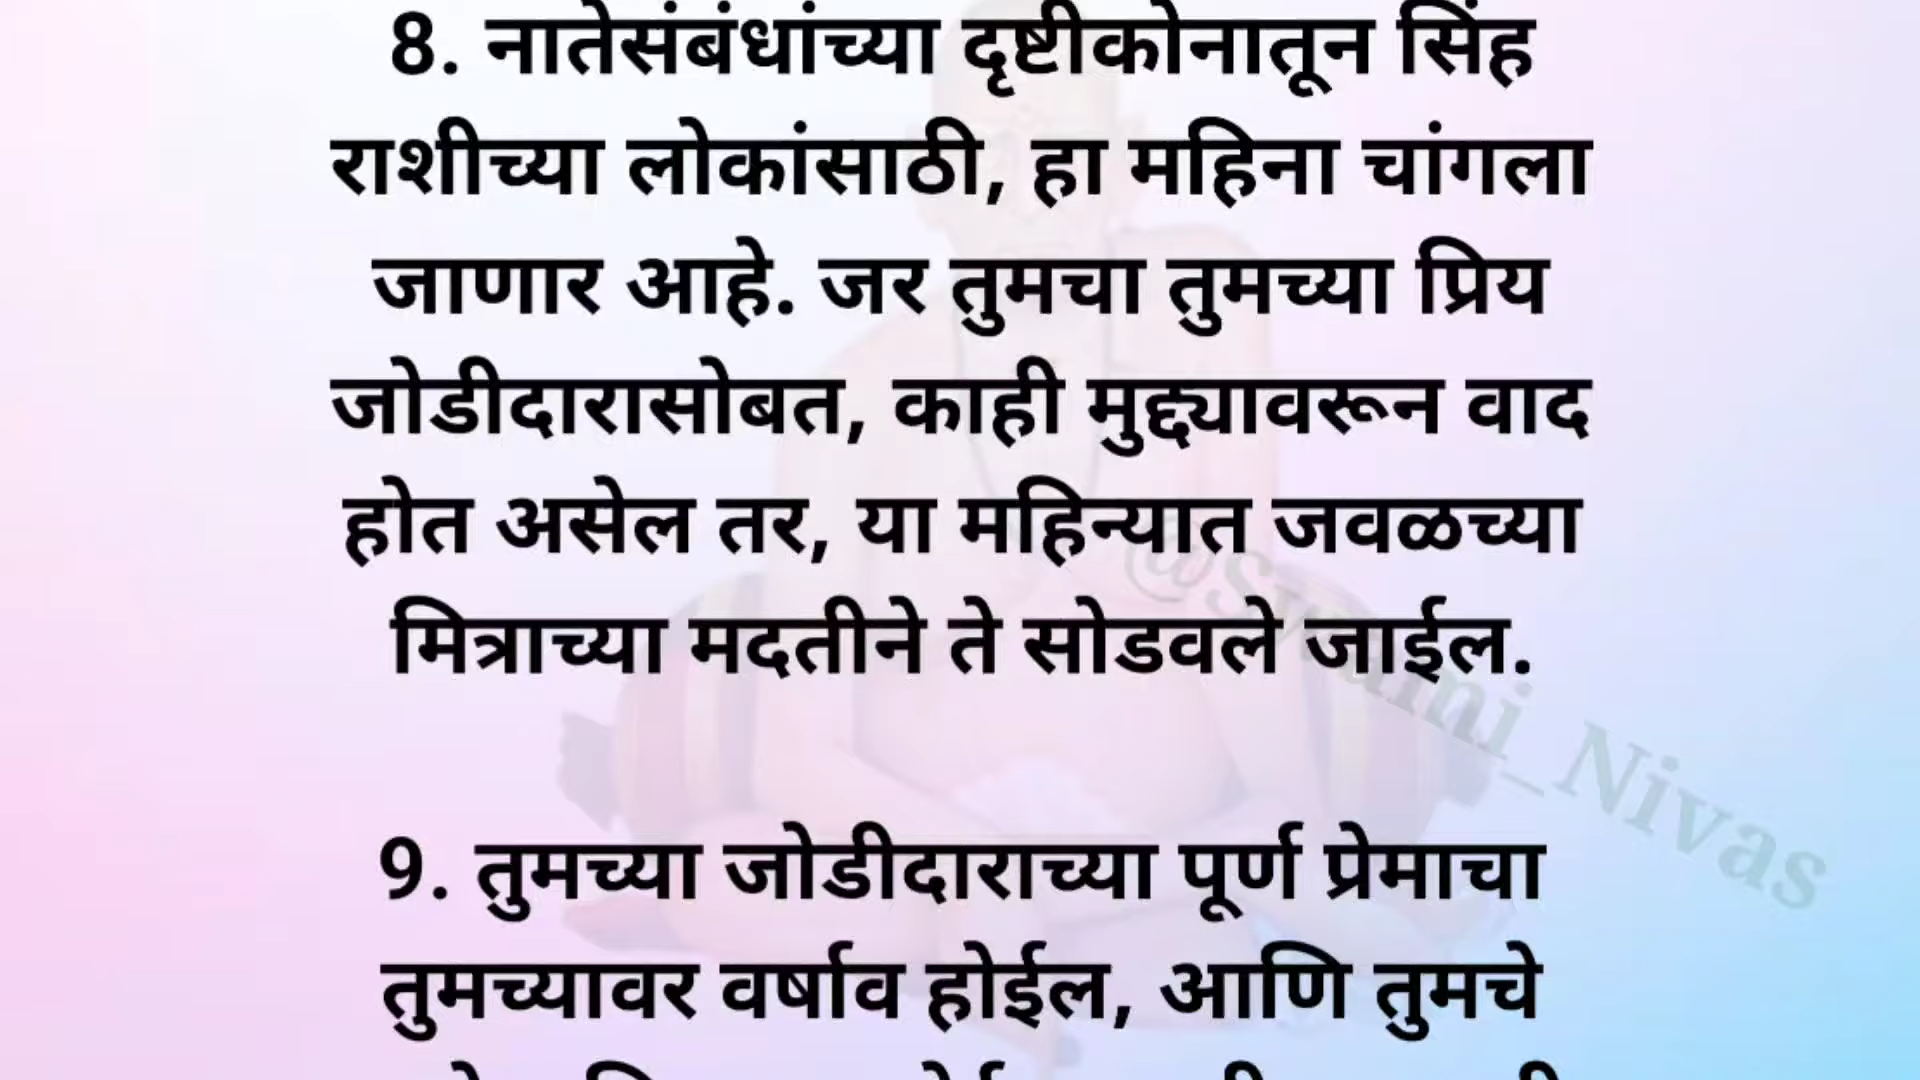 8. नातेसंबंधांच्या दृष्टीकोनातून सिंह
राशीच्या लोकांसाठी, हा महिना चांगला
जाणार आहे. जर तुमचा तुमच्या प्रिय
जोडीदारासोबत, काही मुद्द्यावरून वाद
होत असेल तर, या महिन्यात जवळच्या
मित्राच्या मदतीने ते सोडवले जाईल.
@Swami_Nivas
9. तुमच्या जोडीदाराच्या पूर्ण प्रेमाचा
तुमच्यावर वर्षाव होईल, आणि तुमचे